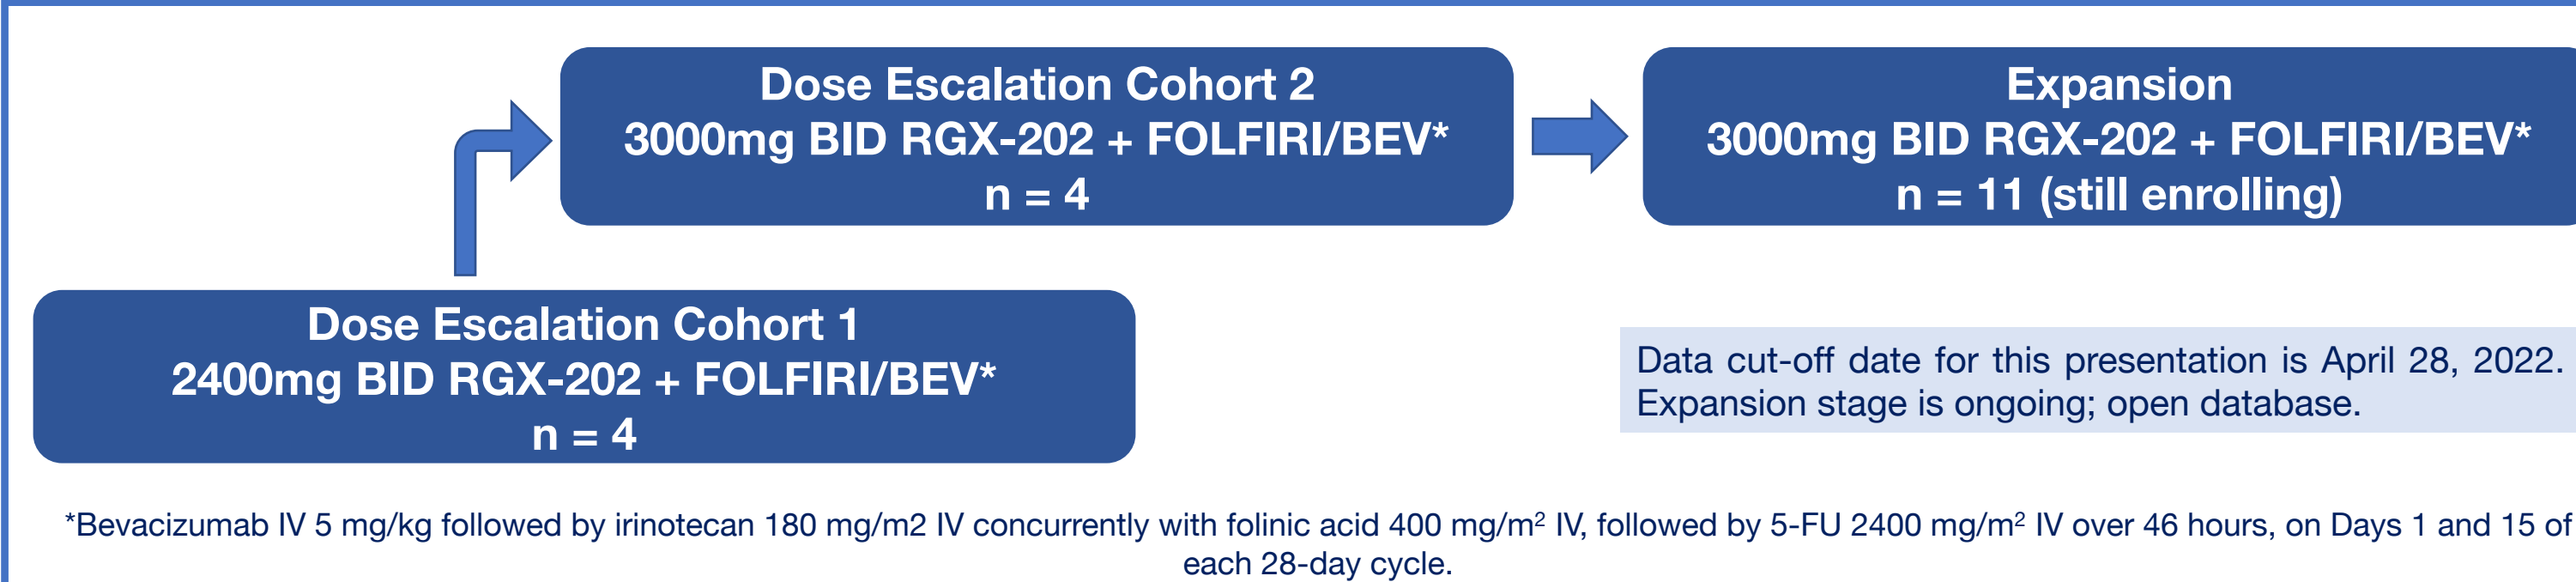 Dose Escalation Cohort 2
3000mg BID RGX-202 + FOLFIRI/BEV*
n = 4
Expansion
3000mg BID RGX-202 + FOLFIRI/BEV*
n = 11 (still enrolling)
Dose Escalation Cohort 1
2400mg BID RGX-202 + FOLFIRI/BEV*
n = 4
Data cut-off date for this presentation is April 28, 2022.
Expansion stage is ongoing; open database.
*Bevacizumab IV 5 mg/kg followed by irinotecan 180 mg/m2 IV concurrently with folinic acid 400 mg/m² IV, followed by 5-FU 2400 mg/m² IV over 46 hours, on Days 1 and 15 of
each 28-day cycle.